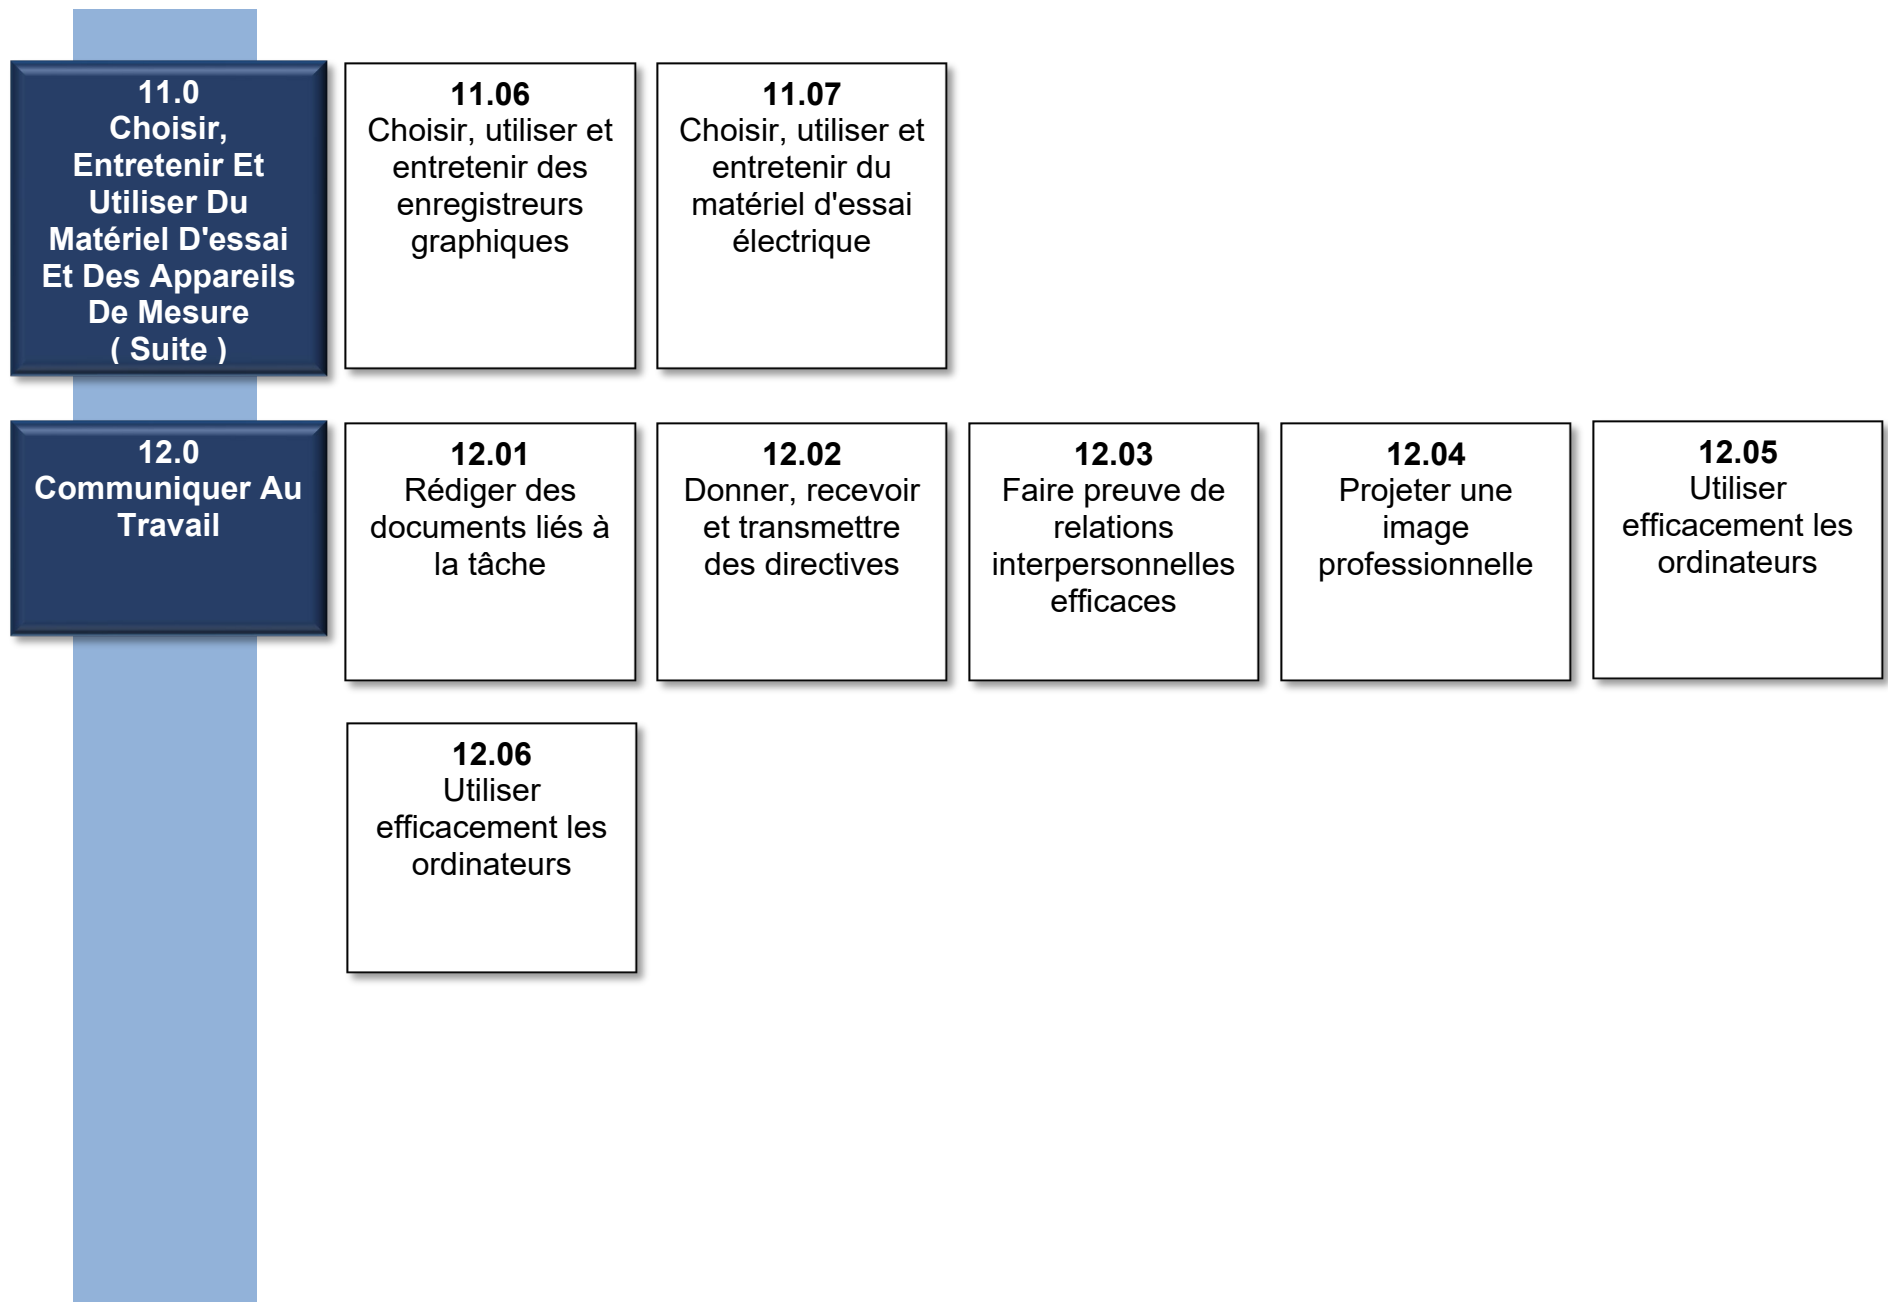 11.0
Choisir,
Entretenir Et
Utiliser Du
Matériel D'essai
Et Des Appareils
De Mesure
( Suite )
11.06
Choisir, utiliser et
entretenir des
enregistreurs
graphiques
11.07
Choisir, utiliser et
entretenir du
matériel d'essai
électrique
12.0
Communiquer Au
Travail
12.01
Rédiger des
documents liés à
la tâche
12.02
Donner, recevoir
et transmettre
des directives
12.03
Faire preuve de
relations
interpersonnelles
efficaces
12.04
Projeter une
image
professionnelle
12.05
Utiliser
efficacement les
ordinateurs
12.06
Utiliser
efficacement les
ordinateurs